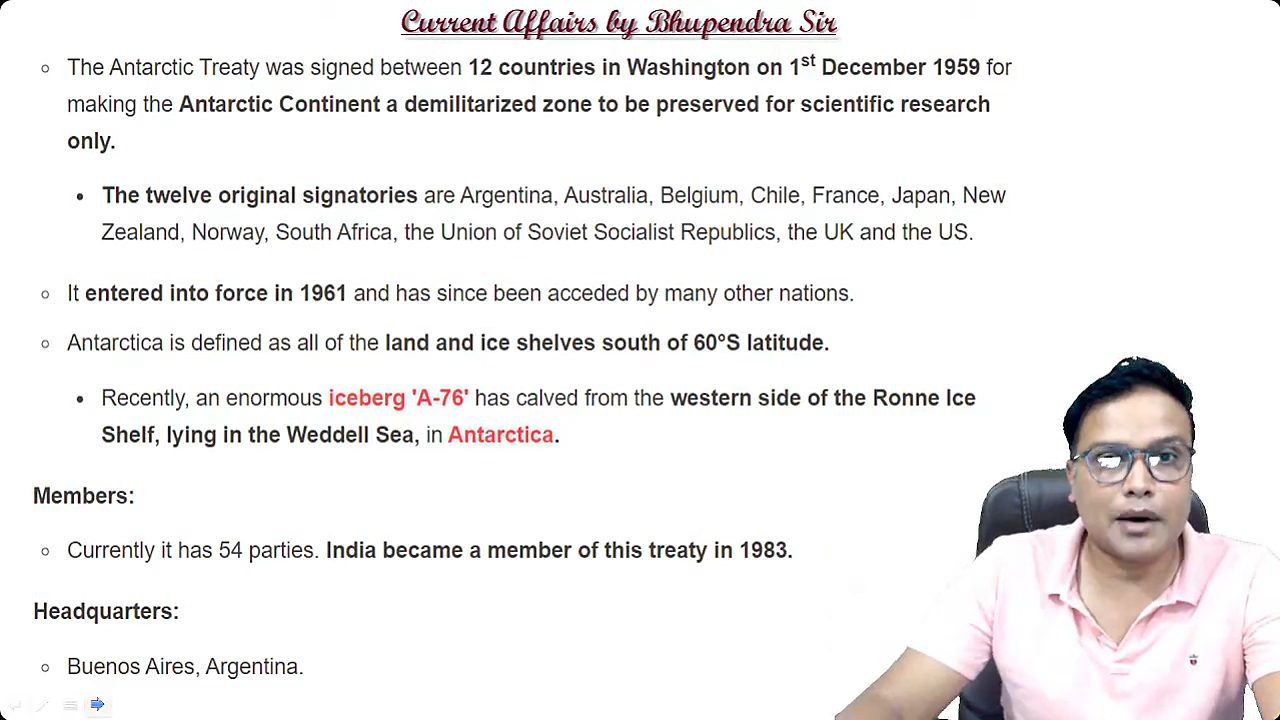 Current Affairs by Bhupendra Sir
The Antarctic Treaty was signed between 12 countries in Washington on 1st December 1959 for
making the Antarctic Continent a demilitarized zone to be preserved for scientific research
only.
The twelve original signatories are Argentina, Australia, Belgium, Chile, France, Japan, New
Zealand, Norway, South Africa, the Union of Soviet Socialist Republics, the UK and the US.
It entered into force in 1961 and has since been acceded by many other nations.
Antarctica is defined as all of the land and ice shelves south of 60°S latitude.
Recently, an enormous iceberg 'A-76' has calved from the western side of the Ronne Ice
Shelf, lying in the Weddell Sea, in Antarctica.
Members:
Currently it has 54 parties. India became a member of this treaty in 1983.
Headquarters:
Buenos Aires, Argentina.